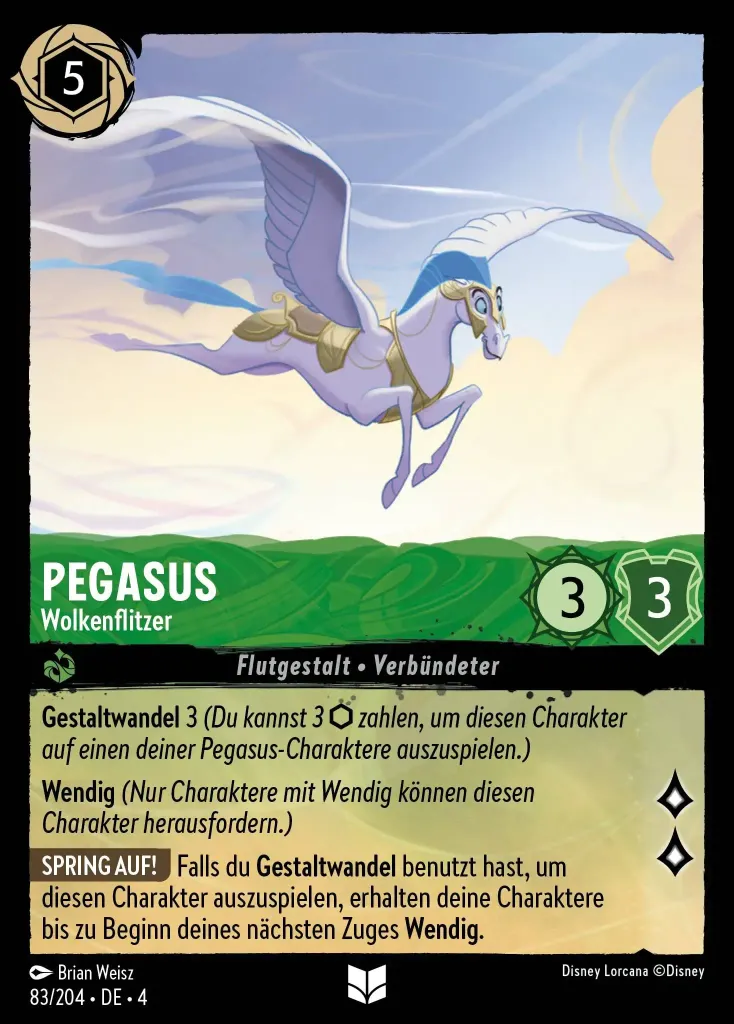 5
PEGASUS
Wolkenflitzer
3
3
Flutgestalt • Verbündeter
Gestaltwandel 3 (Du kannst 3 ⬡ zahlen, um diesen Charakter
auf einen deiner Pegasus-Charaktere auszuspielen.)
Wendig (Nur Charaktere mit Wendig können diesen
Charakter herausfordern.)
SPRING AUF! Falls du Gestaltwandel benutzt hast, um
diesen Charakter auszuspielen, erhalten deine Charaktere
bis zu Beginn deines nächsten Zuges Wendig.
Brian Weisz
Disney Lorcana ©Disney
83/204 • DE • 4